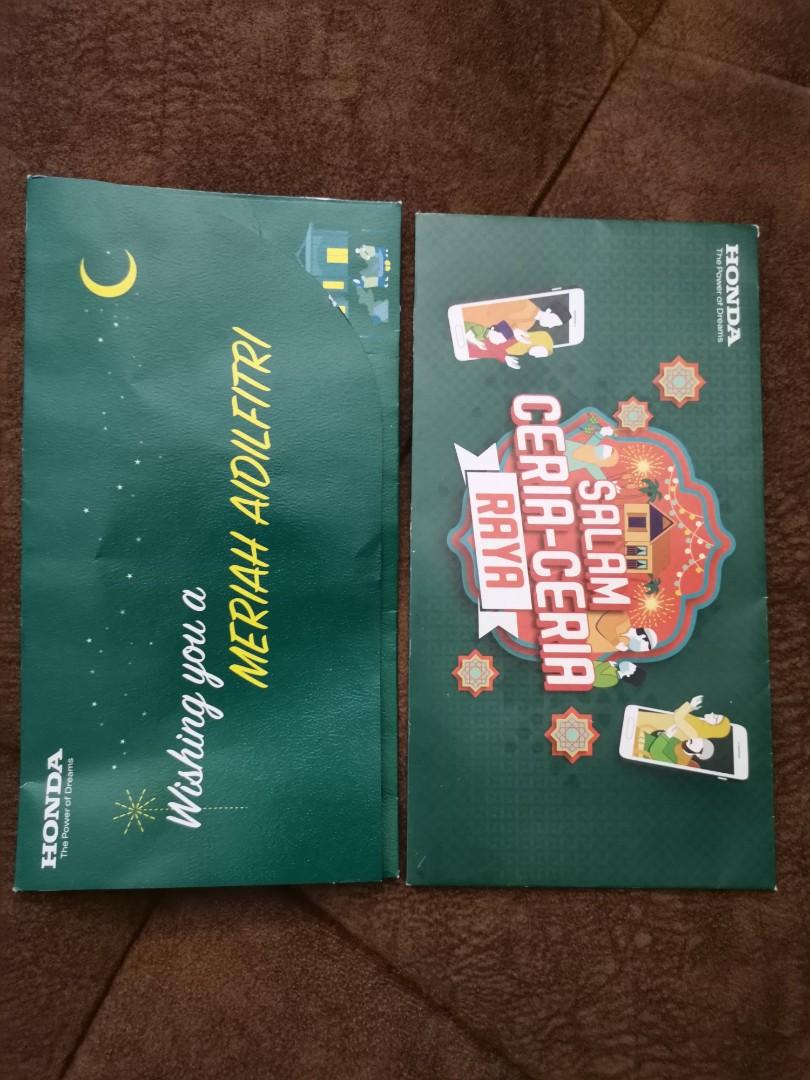 HONDA
The Power of Dreams
Wishing you a
MERIAH AIDILFITRI
HONDA
The Power of Dreams
SALAM
CERIA-CERIA
RAYA